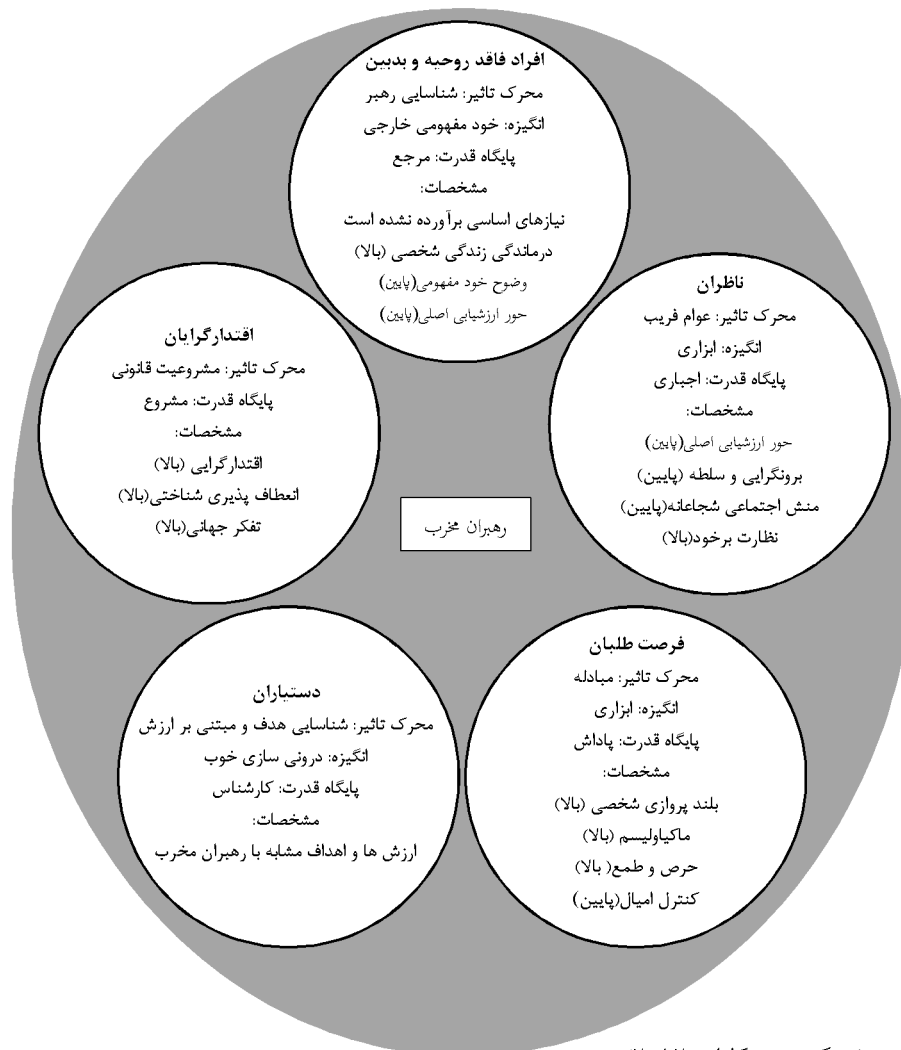 افراد فاقد روحیه و بدبین
محرک تاثیر: شناسایی رهبر
انگیزه: خود مفهومی خارجی
پایگاه قدرت: مرجع
مشخصات:
نیازهای اساسی برآورده نشده است
درماندگی زندگی شخصی (بالا)
وضوح خود مفهومی(پایین)
حور ارزشیابی اصلی(پایین)
ناظران
محرک تاثیر: عوام فریب
انگیزه: ابزاری
پایگاه قدرت: اجباری
مشخصات:
حور ارزشیابی اصلی(پایین)
برونگرایی و سلطه (پایین)
منش اجتماعی شجاعانه(پایین)
نظارت برخود(بالا)
اقتدارگرایان
محرک تاثیر: مشروعیت قانونی
پایگاه قدرت: مشروع
مشخصات:
اقتدارگرایی (بالا)
انعطاف پذیری شناختی(بالا)
تفکر جهانی(بالا)
رهبران مخرب
فرصت طلبان
محرک تاثیر: مبادله
انگیزه: ابزاری
پایگاه قدرت: پاداش
مشخصات:
بلند پروازی شخصی (بالا)
ماکیاولیسم (بالا)
حرص و طمع( بالا)
کنترل امیال(پایین)
دستیاران
محرک تاثیر: شناسایی هدف و مبتنی بر ارزش
انگیزه: درونی سازی خوب
پایگاه قدرت: کارشناس
مشخصات:
ارزش ها و اهداف مشابه با رهبران مخرب